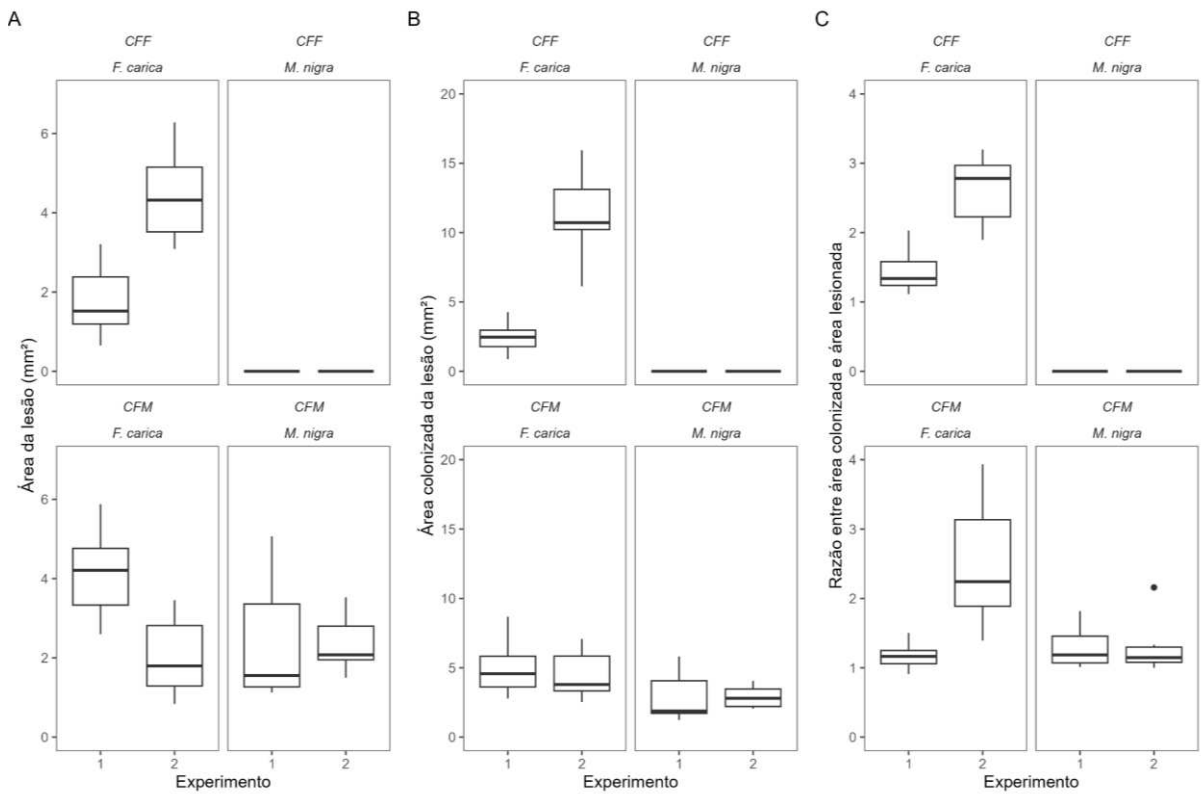 A
B
C
CFF
F. carica
CFF
M. nigra
CFF
F. carica
CFF
M. nigra
CFF
F. carica
CFF
M. nigra
6
4
2
0
20
15
10
5
0
4
3
2
1
0
CFM
F. carica
CFM
M. nigra
CFM
F. carica
CFM
M. nigra
CFM
F. carica
CFM
M. nigra
6
4
2
0
20
15
10
5
0
4
3
2
1
0
Área da lesão (mm²)
Área colonizada da lesão (mm²)
Razão entre área colonizada e área lesionada
1 2 1 2
1 2 1 2
1 2 1 2
Experimento
Experimento
Experimento